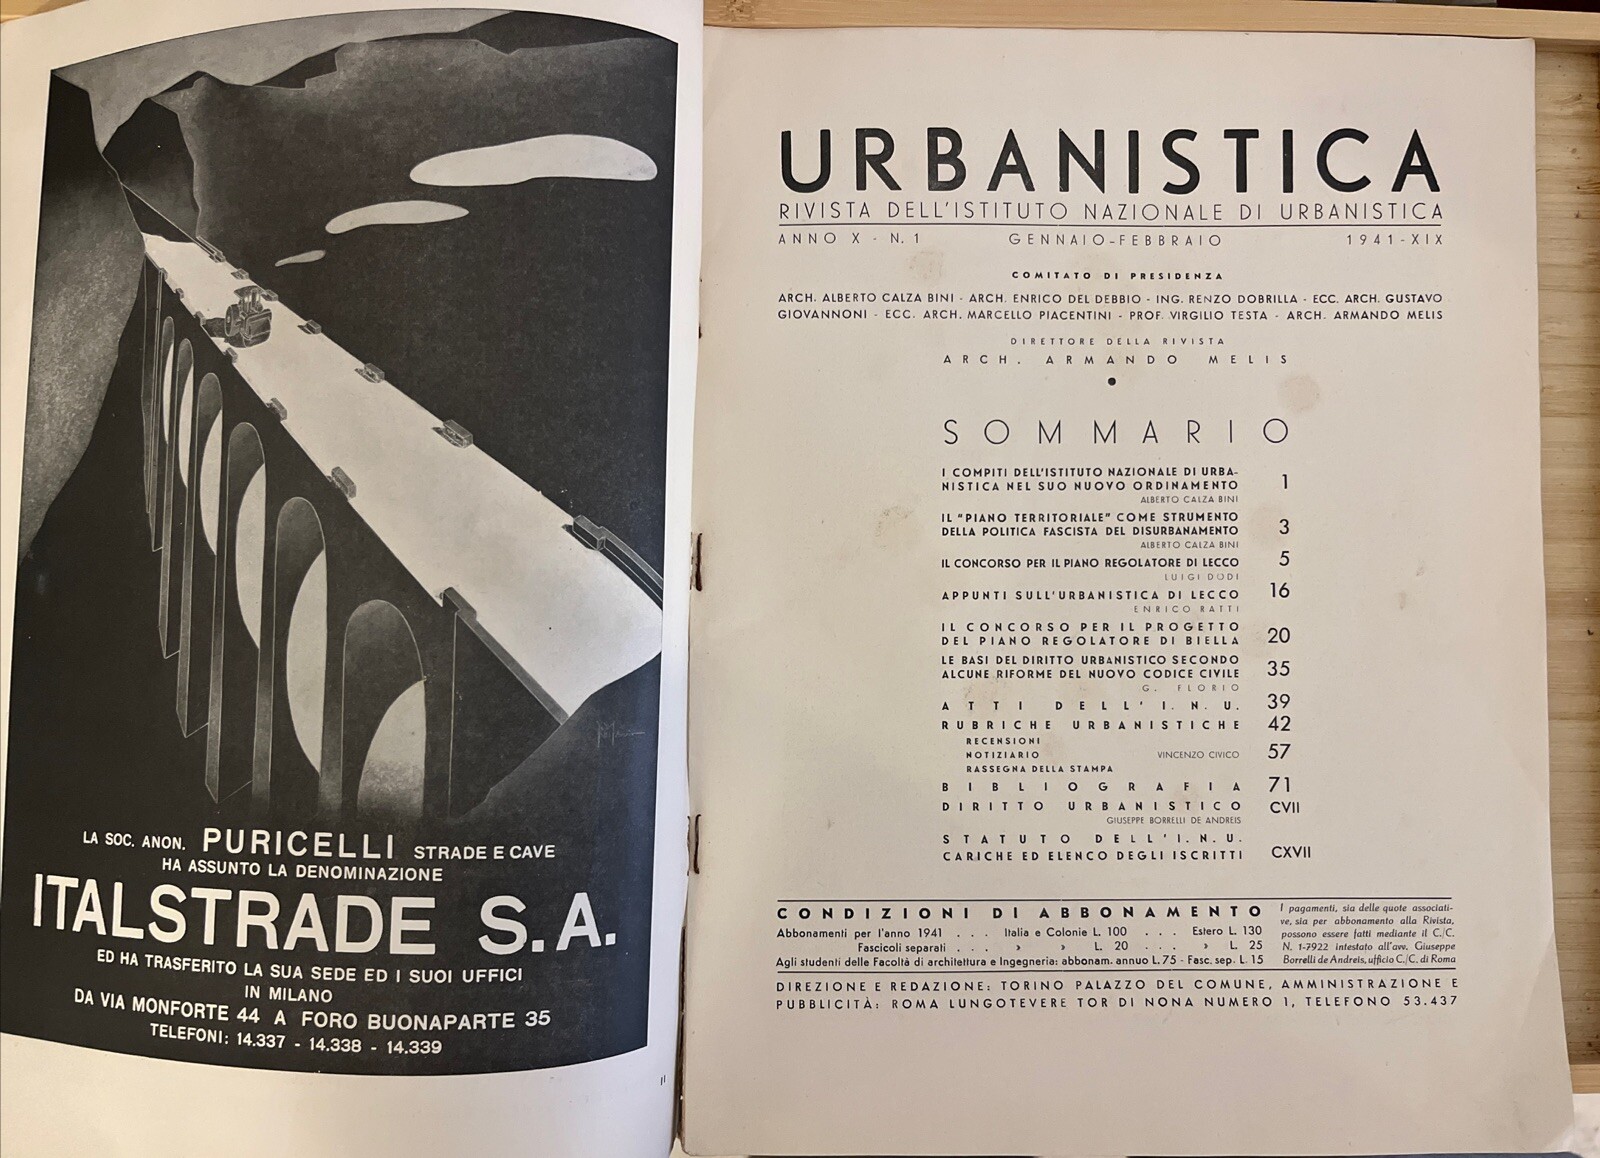 LA SOC. ANON. PURICELLI STRADE E CAVE
HA ASSUNTO LA DENOMINAZIONE
ITALSTRADE S.A.
ED HA TRASFERITO LA SUA SEDE ED I SUOI UFFICI
IN MILANO
DA VIA MONFORTE 44 A FORO BUONAPARTE 35
TELEFONI: 14.337 - 14.338 - 14.339
II
URBANISTICA
RIVISTA DELL'ISTITUTO NAZIONALE DI URBANISTICA
ANNO X - N. 1 GENNAIO-FEBBRAIO 1941-XIX
COMITATO DI PRESIDENZA
ARCH. ALBERTO CALZA BINI - ARCH. ENRICO DEL DEBBIO - ING. RENZO DOBRILLA - ECC. ARCH. GUSTAVO
GIOVANNONI - ECC. ARCH. MARCELLO PIACENTINI - PROF. VIRGILIO TESTA - ARCH. ARMANDO MELIS
DIRETTORE DELLA RIVISTA
ARCH. ARMANDO MELIS
SOMMARIO
I COMPITI DELL'ISTITUTO NAZIONALE DI URBA-
NISTICA NEL SUO NUOVO ORDINAMENTO 1
ALBERTO CALZA BINI
IL "PIANO TERRITORIALE" COME STRUMENTO
DELLA POLITICA FASCISTA DEL DISURBANAMENTO 3
ALBERTO CALZA BINI
IL CONCORSO PER IL PIANO REGOLATORE DI LECCO 5
LUIGI DODI
APPUNTI SULL'URBANISTICA DI LECCO 16
ENRICO RATTI
IL CONCORSO PER IL PROGETTO
DEL PIANO REGOLATORE DI BIELLA 20
LE BASI DEL DIRITTO URBANISTICO SECONDO
ALCUNE RIFORME DEL NUOVO CODICE CIVILE 35
G. FLORIO
ATTI DELL'I.N.U. 39
RUBRICHE URBANISTICHE 42
RECENSIONI
NOTIZIARIO VINCENZO CIVICO 57
RASSEGNA DELLA STAMPA
BIBLIOGRAFIA 71
DIRITTO URBANISTICO CVII
GIUSEPPE BORRELLI DE ANDREIS
STATUTO DELL'I.N.U.
CARICHE ED ELENCO DEGLI ISCRITTI CXVII
CONDIZIONI DI ABBONAMENTO
Abbonamenti per l'anno 1941 . . . Italia e Colonie L. 100 . . . Estero L. 130
Fascicoli separati . . . » » L. 20 . . . » L. 25
Agli studenti delle Facoltà di architettura e Ingegneria: abbonam. annuo L. 75 - Fasc. sep. L. 15
I pagamenti, sia delle quote associati-
ve, sia per abbonamento alla Rivista,
possono essere fatti mediante il C./C.
N. 1-7922 intestato all'avv. Giuseppe
Borrelli de Andreis, ufficio C./C. di Roma
DIREZIONE E REDAZIONE: TORINO PALAZZO DEL COMUNE, AMMINISTRAZIONE E
PUBBLICITÀ: ROMA LUNGOTEVERE TOR DI NONA NUMERO 1, TELEFONO 53.437